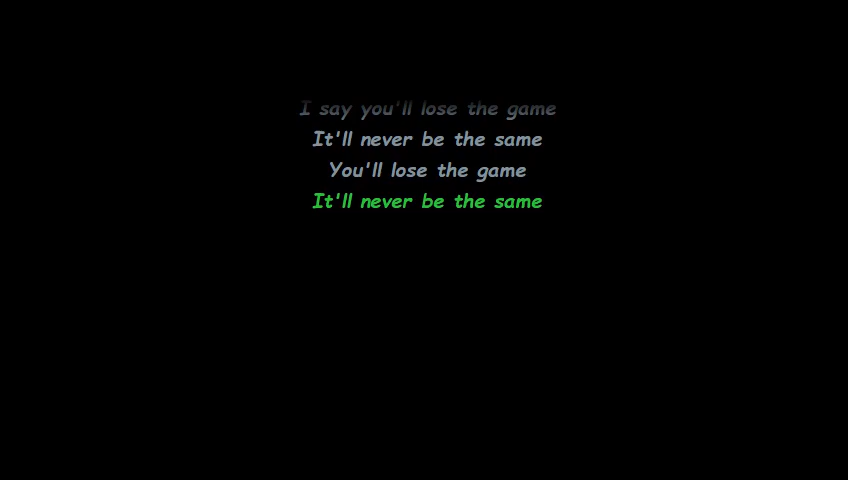 I say you'll lose the game
It'll never be the same
You'll lose the game
It'll never be the same